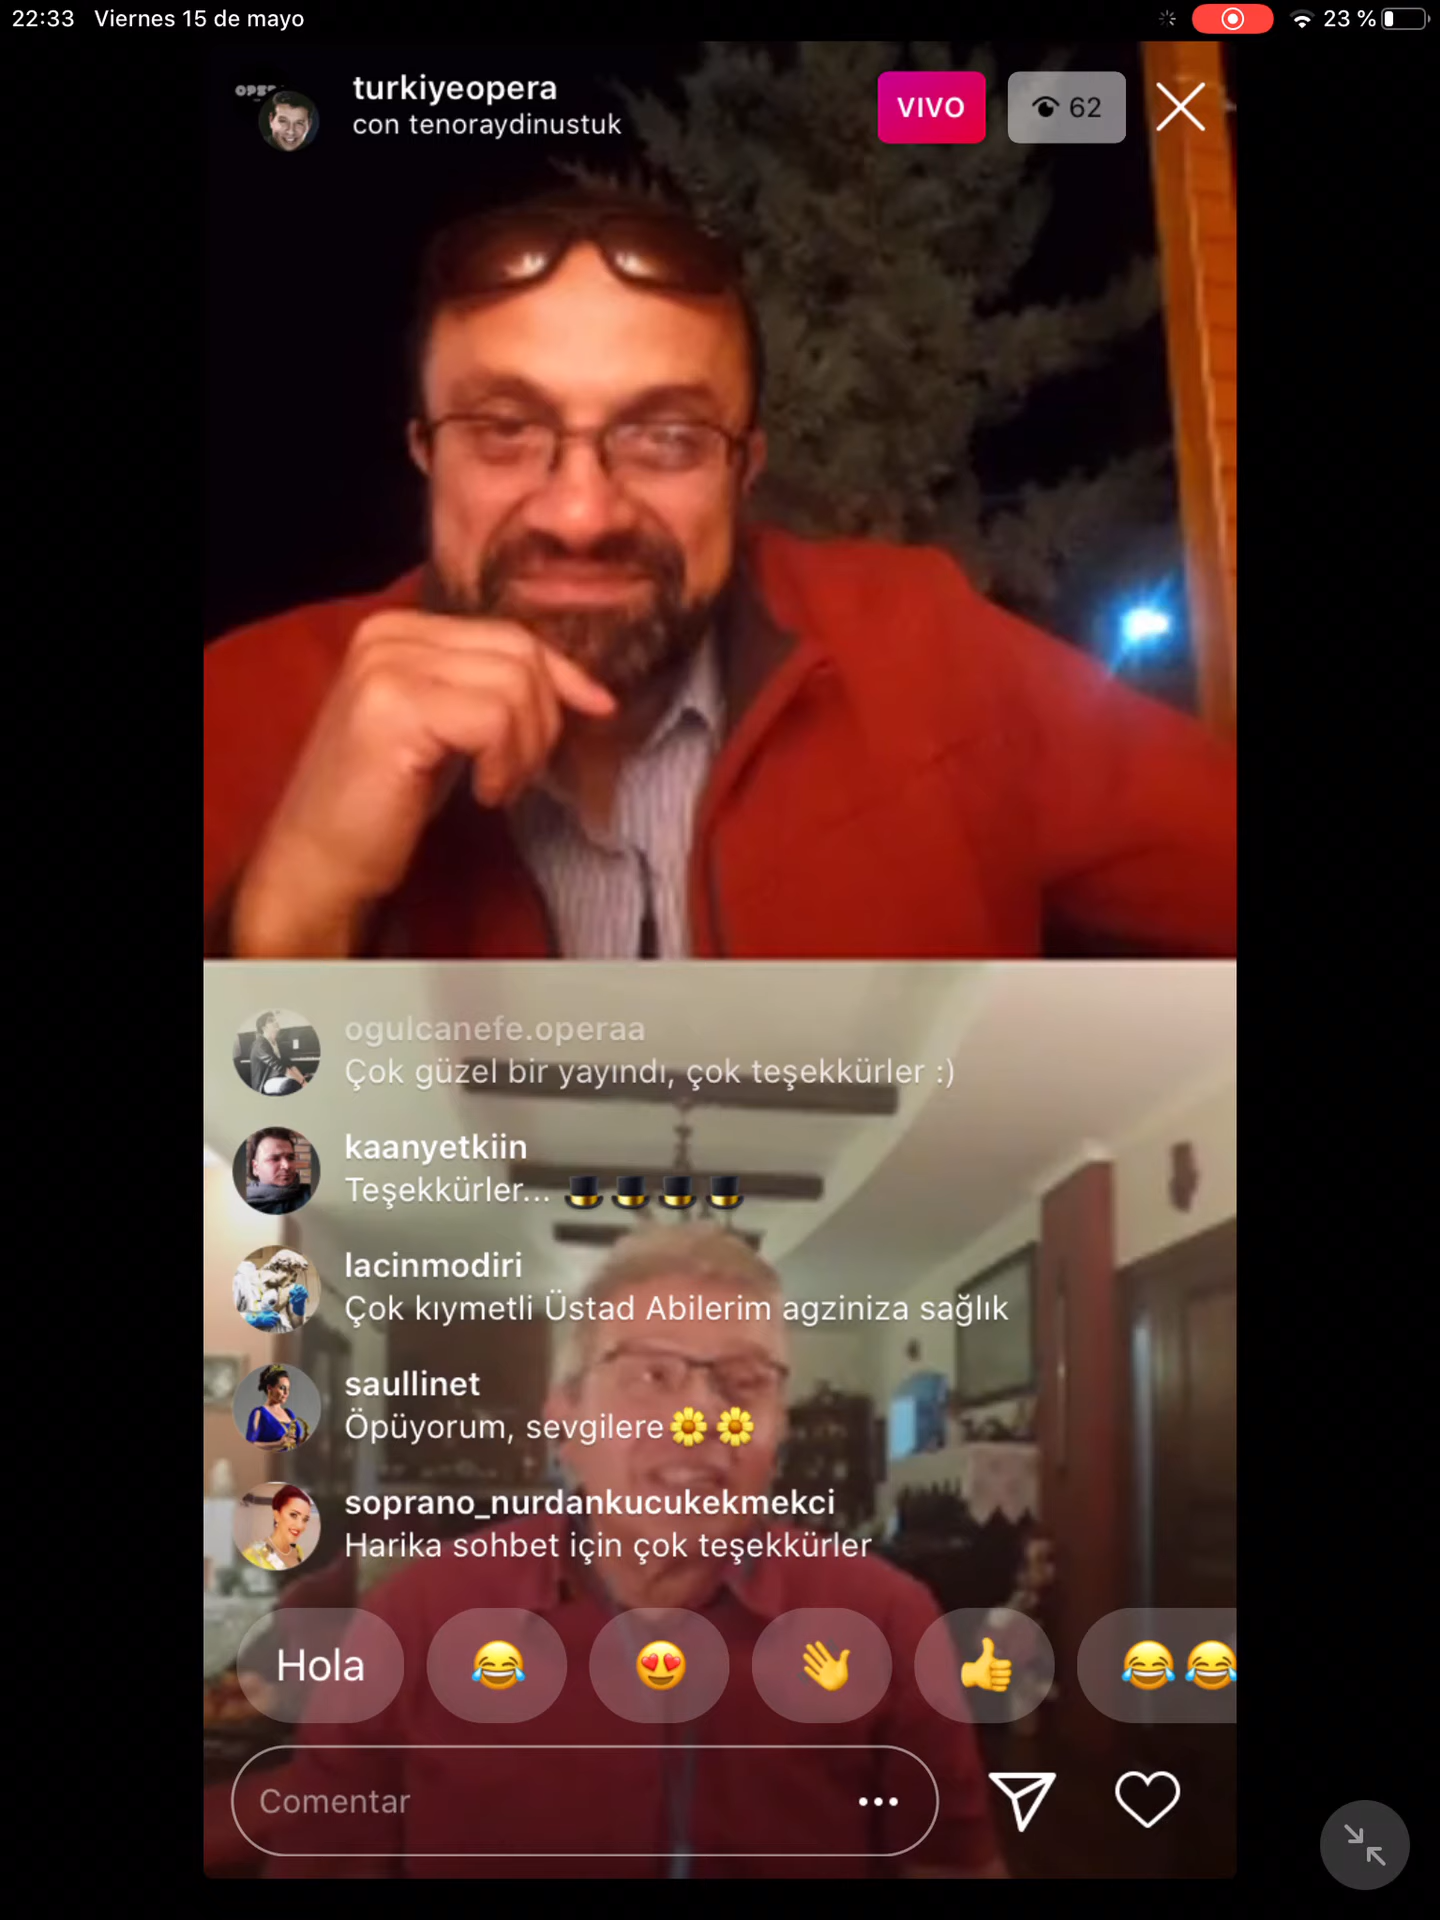 22:33 Viernes 15 de mayo
23 %
turkiyeopera
con tenoraydinustuk
VIVO
62
ogulcanefe.operaa
Çok güzel bir yayındı, çok teşekkürler :)
kaanyetkiin
Teşekkürler... 🎩🎩🎩🎩
lacinmodiri
Çok kıymetli Üstad Abilerim agziniza sağlık
saullinet
Öpüyorum, sevgilere🌼🌼
soprano_nurdankucukekmekci
Harika sohbet için çok teşekkürler
Hola 😂 😍 👋 👍 😂😂
Comentar